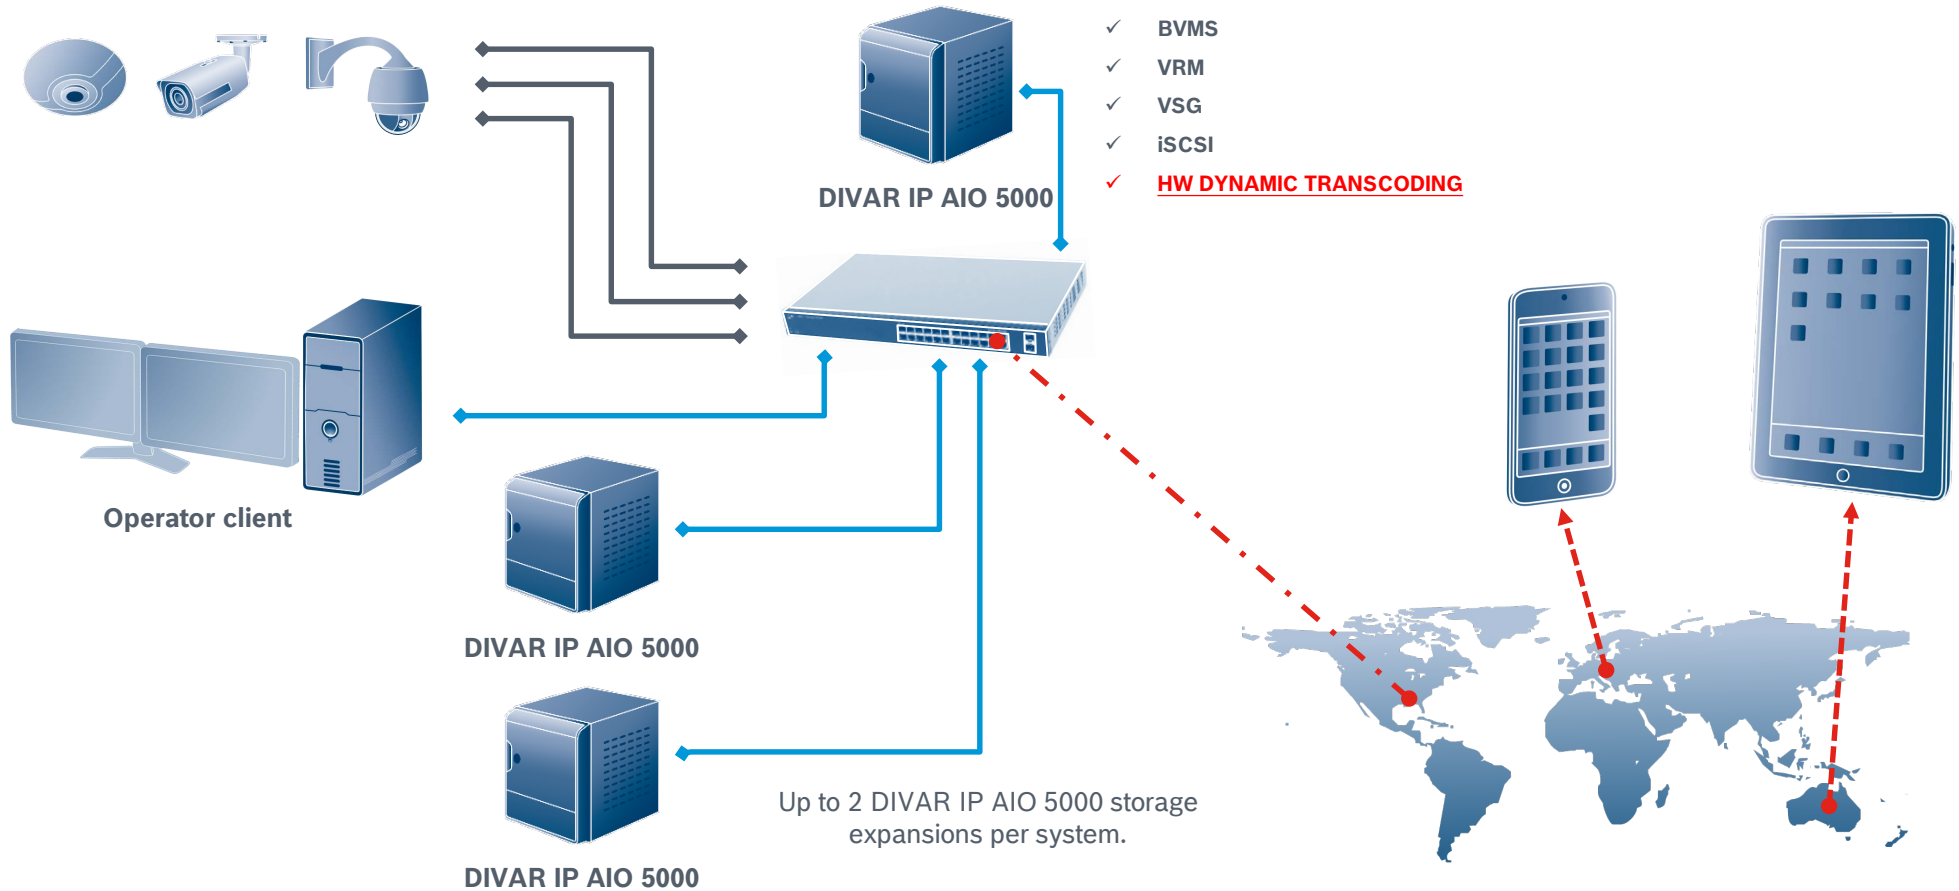 BVMS
VRM
VSG
iSCSI
HW DYNAMIC TRANSCODING
DIVAR IP AIO 5000
Operator client
DIVAR IP AIO 5000
DIVAR IP AIO 5000
Up to 2 DIVAR IP AIO 5000 storage
expansions per system.